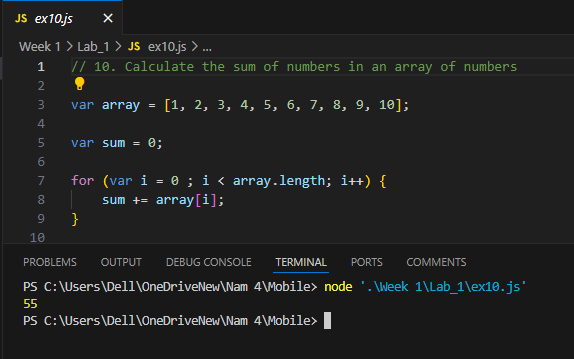 JS ex10.js ×
Week 1 > Lab_1 > JS ex10.js > ...
1 // 10. Calculate the sum of numbers in an array of numbers
2
3 var array = [1, 2, 3, 4, 5, 6, 7, 8, 9, 10];
4
5 var sum = 0;
6
7 for (var i = 0 ; i < array.length; i++) {
8 sum += array[i];
9 }
10
PROBLEMS OUTPUT DEBUG CONSOLE TERMINAL PORTS COMMENTS
PS C:\Users\Dell\OneDriveNew\Nam 4\Mobile> node '.\Week 1\Lab_1\ex10.js'
55
PS C:\Users\Dell\OneDriveNew\Nam 4\Mobile>